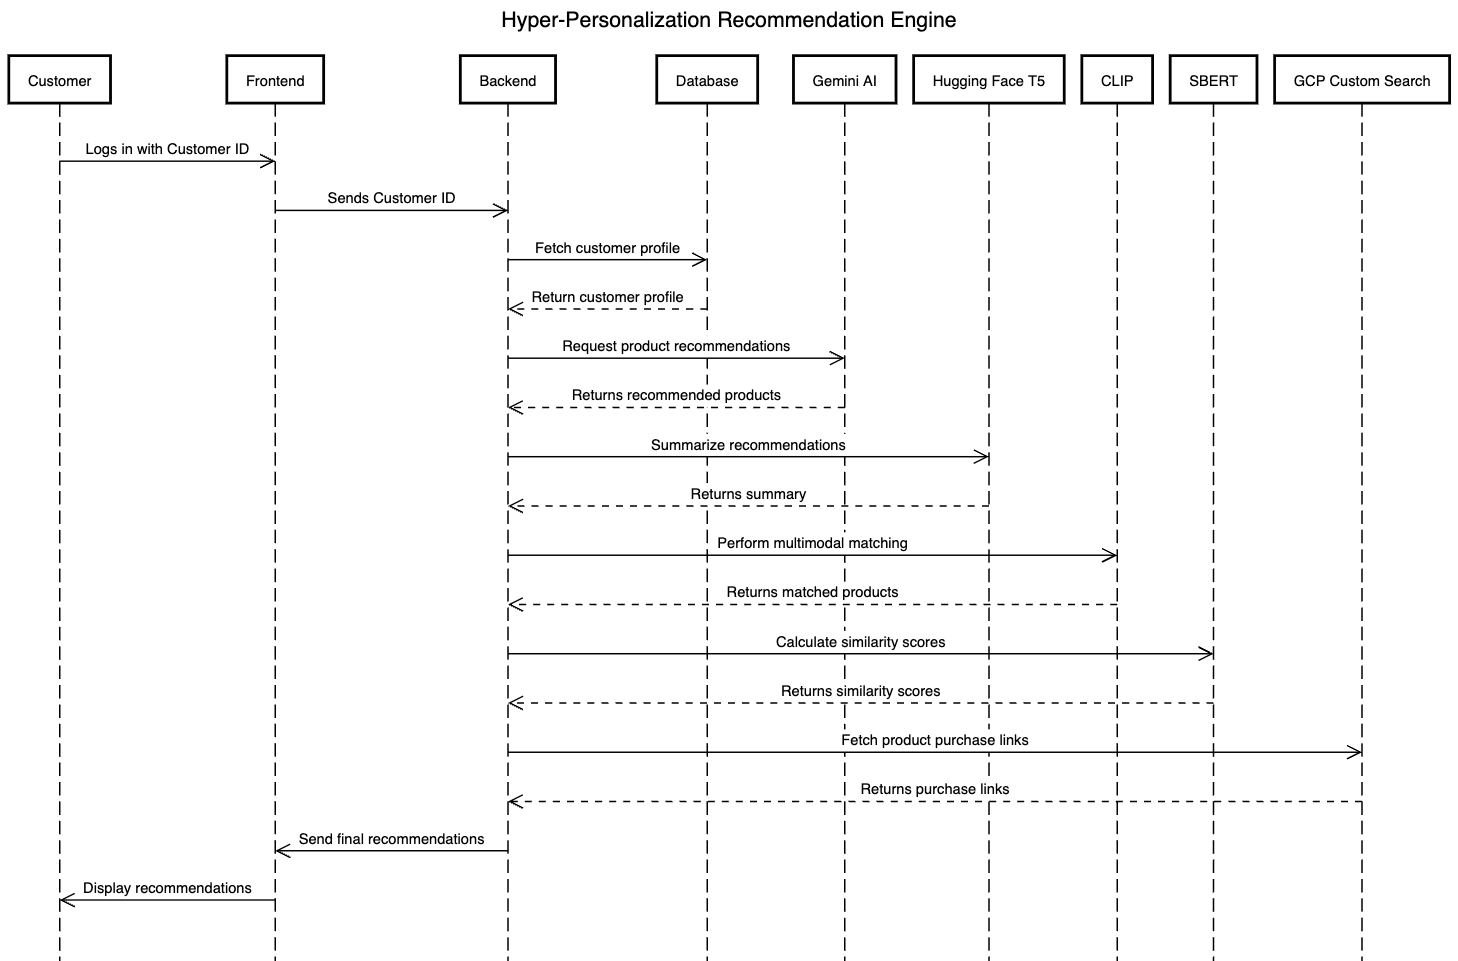 Hyper-Personalization Recommendation Engine
Customer
Frontend
Backend
Database
Gemini AI
Hugging Face T5
CLIP
SBERT
GCP Custom Search
Logs in with Customer ID
Sends Customer ID
Fetch customer profile
Return customer profile
Request product recommendations
Returns recommended products
Summarize recommendations
Returns summary
Perform multimodal matching
Returns matched products
Calculate similarity scores
Returns similarity scores
Fetch product purchase links
Returns purchase links
Send final recommendations
Display recommendations